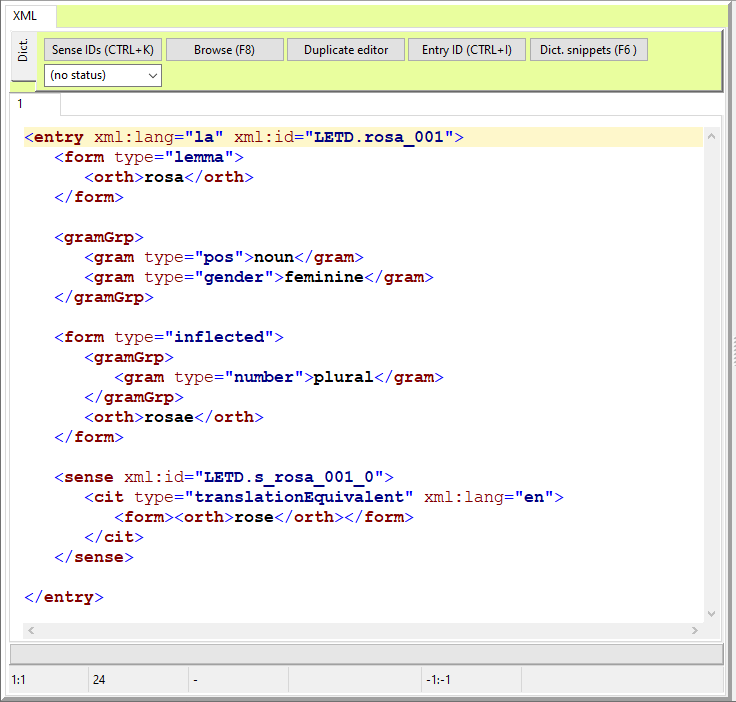 XML
Dict.
Sense IDs (CTRL+K) Browse (F8) Duplicate editor Entry ID (CTRL+I) Dict. snippets (F6 )
(no status)
1
<entry xml:lang="la" xml:id="LETD.rosa_001">
<form type="lemma">
<orth>rosa</orth>
</form>
<gramGrp>
<gram type="pos">noun</gram>
<gram type="gender">feminine</gram>
</gramGrp>
<form type="inflected">
<gramGrp>
<gram type="number">plural</gram>
</gramGrp>
<orth>rosae</orth>
</form>
<sense xml:id="LETD.s_rosa_001_0">
<cit type="translationEquivalent" xml:lang="en">
<form><orth>rose</orth></form>
</cit>
</sense>
</entry>
1:1 24 - -1:-1